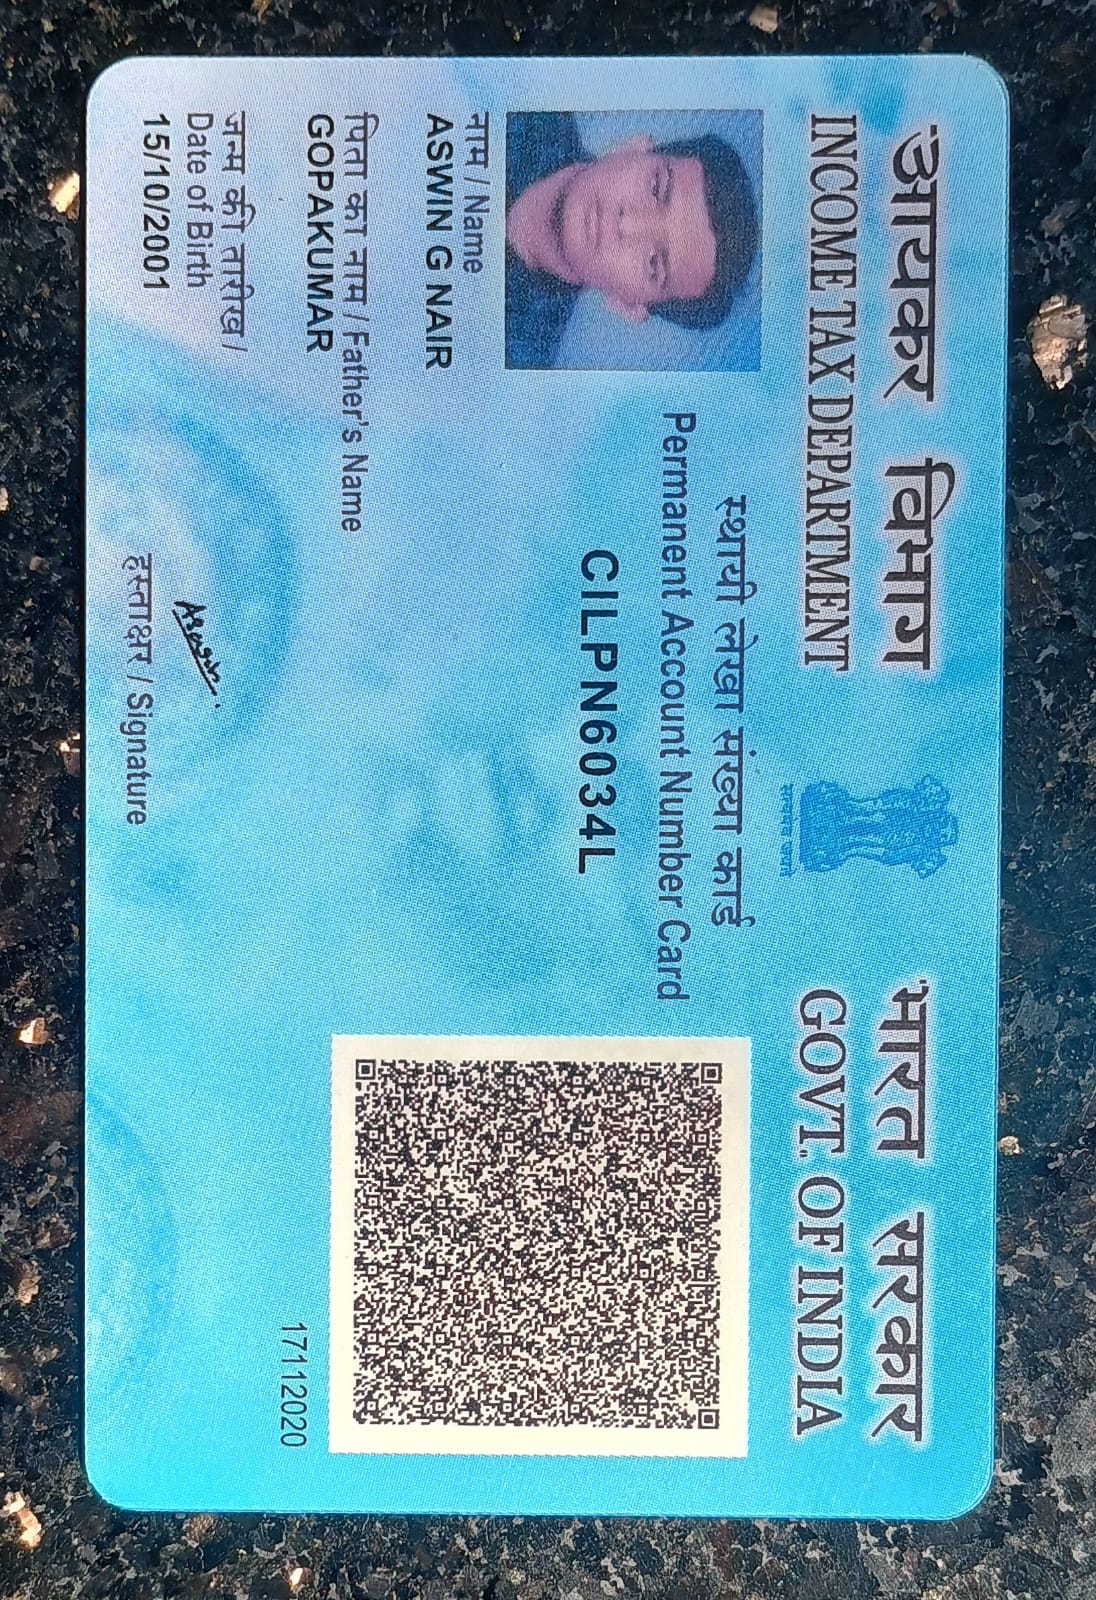 आयकर विभाग
INCOME TAX DEPARTMENT
सत्यमेव जयते
भारत सरकार
GOVT. OF INDIA
स्थायी लेखा संख्या कार्ड
Permanent Account Number Card
CILPN6034L
नाम / Name
ASWIN G NAIR
पिता का नाम / Father's Name
GOPAKUMAR
जन्म की तारीख /
Date of Birth
15/10/2001
हस्ताक्षर / Signature
17112020